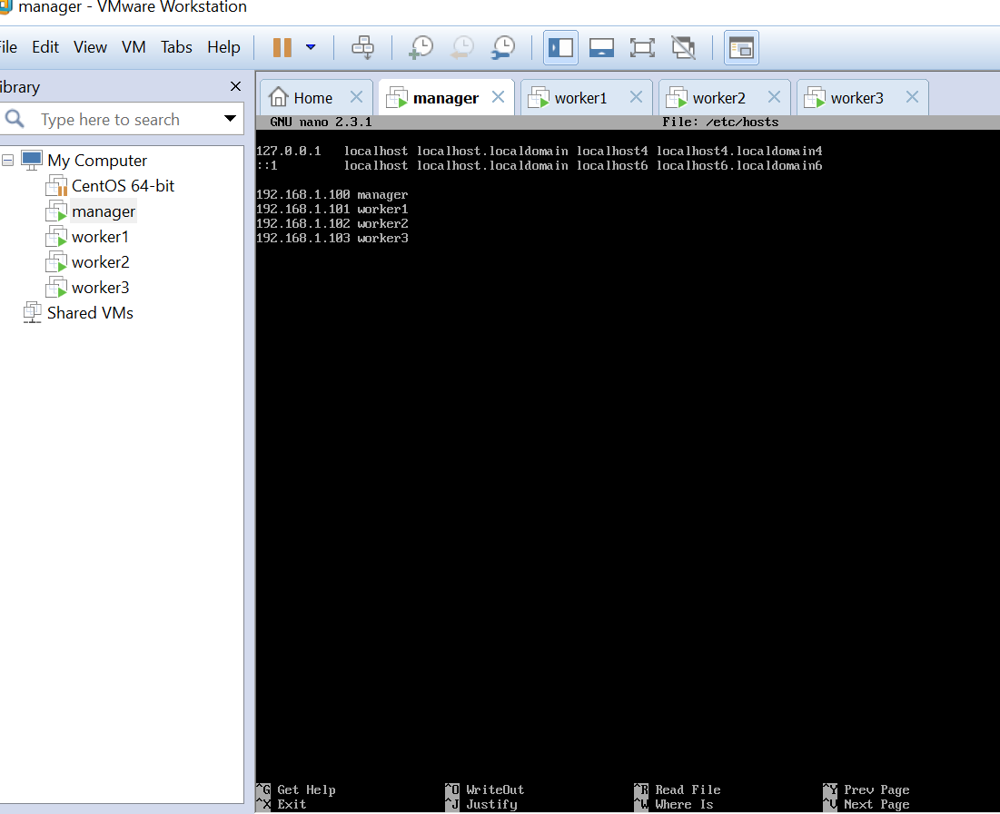 manager - VMware Workstation
File Edit View VM Tabs Help
Library
Type here to search
My Computer
CentOS 64-bit
manager
worker1
worker2
worker3
Shared VMs
Home manager worker1 worker2 worker3
GNU nano 2.3.1 File: /etc/hosts
127.0.0.1 localhost localhost.localdomain localhost4 localhost4.localdomain4
::1 localhost localhost.localdomain localhost6 localhost6.localdomain6
192.168.1.100 manager
192.168.1.101 worker1
192.168.1.102 worker2
192.168.1.103 worker3
^G Get Help ^O WriteOut ^R Read File ^Y Prev Page
^X Exit ^J Justify ^W Where Is ^V Next Page